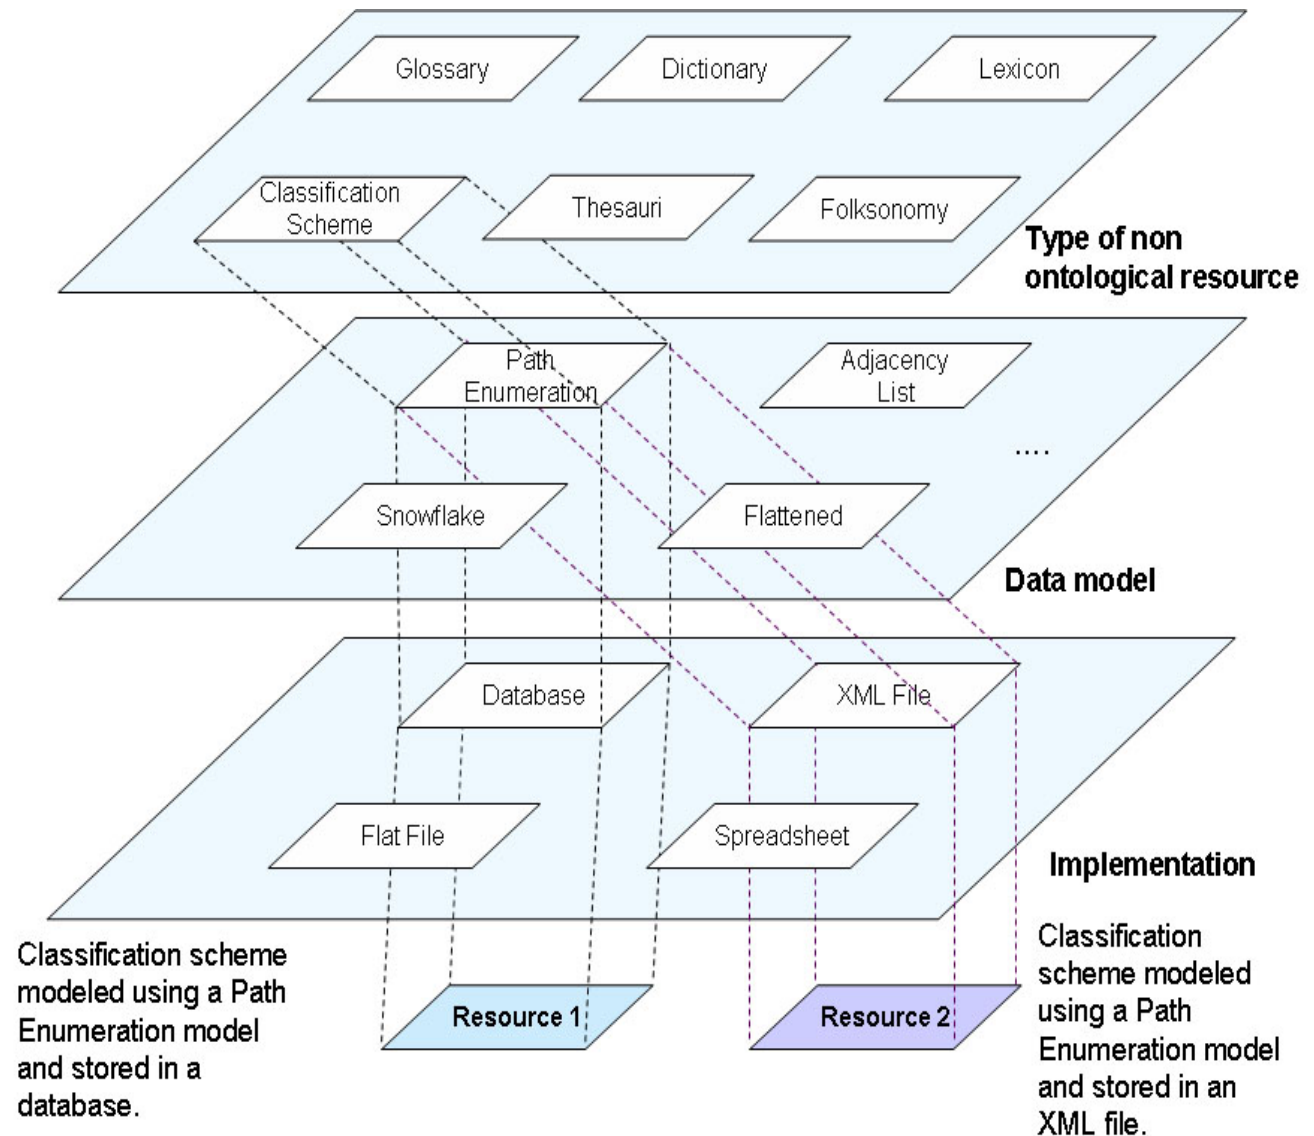 Glossary
Dictionary
Lexicon
Classification
Scheme
Thesauri
Folksonomy
Type of non
ontological resource
Path
Enumeration
Adjacency
List
....
Snowflake
Flattened
Data model
Database
XML File
Flat File
Spreadsheet
Implementation
Classification scheme
modeled using a Path
Enumeration model
and stored in a
database.
Resource 1
Resource 2
Classification
scheme modeled
using a Path
Enumeration model
and stored in an
XML file.